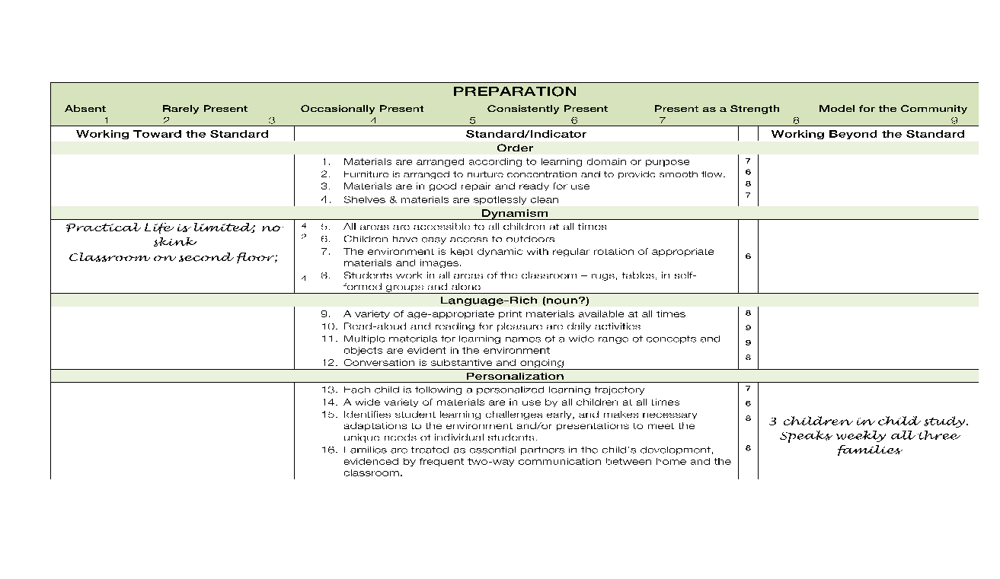 PREPARATION
Absent Rarely Present Occasionally Present Consistently Present Present as a Strength Model for the Community
1 2 3 4 5 6 7 8 9
Working Toward the Standard Standard/Indicator Working Beyond the Standard
Order
1. Materials are arranged according to learning domain or purpose 7
2. Furniture is arranged to nurture concentration and to provide smooth flow. 6
3. Materials are in good repair and ready for use 8
4. Shelves & materials are spotlessly clean 7
Dynamism
Practical Life is limited; no
skink
Classroom on second floor;
4 5. All areas are accessible to all children at all times
2 6. Children have easy access to outdoors
7. The environment is kept dynamic with regular rotation of appropriate
materials and images. 6
4 8. Students work in all areas of the classroom – rugs, tables, in self-
formed groups and alone
Language-Rich (noun?)
9. A variety of age-appropriate print materials available at all times 8
10. Read-aloud and reading for pleasure are daily activities 9
11. Multiple materials for learning names of a wide range of concepts and
objects are evident in the environment 9
12. Conversation is substantive and ongoing 8
Personalization
13. Each child is following a personalized learning trajectory 7
14. A wide variety of materials are in use by all children at all times 6
15. Identifies student learning challenges early, and makes necessary
adaptations to the environment and/or presentations to meet the
unique needs of individual students. 8
16. Families are treated as essential partners in the child's development,
evidenced by frequent two-way communication between home and the
classroom.
3 children in child study.
Speaks weekly all three
families